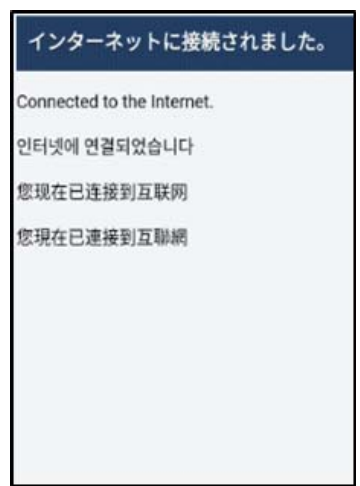 インターネットに接続されました。
Connected to the Internet.
인터넷에 연결되었습니다
您现在已连接到互联网
您現在已連接到互聯網